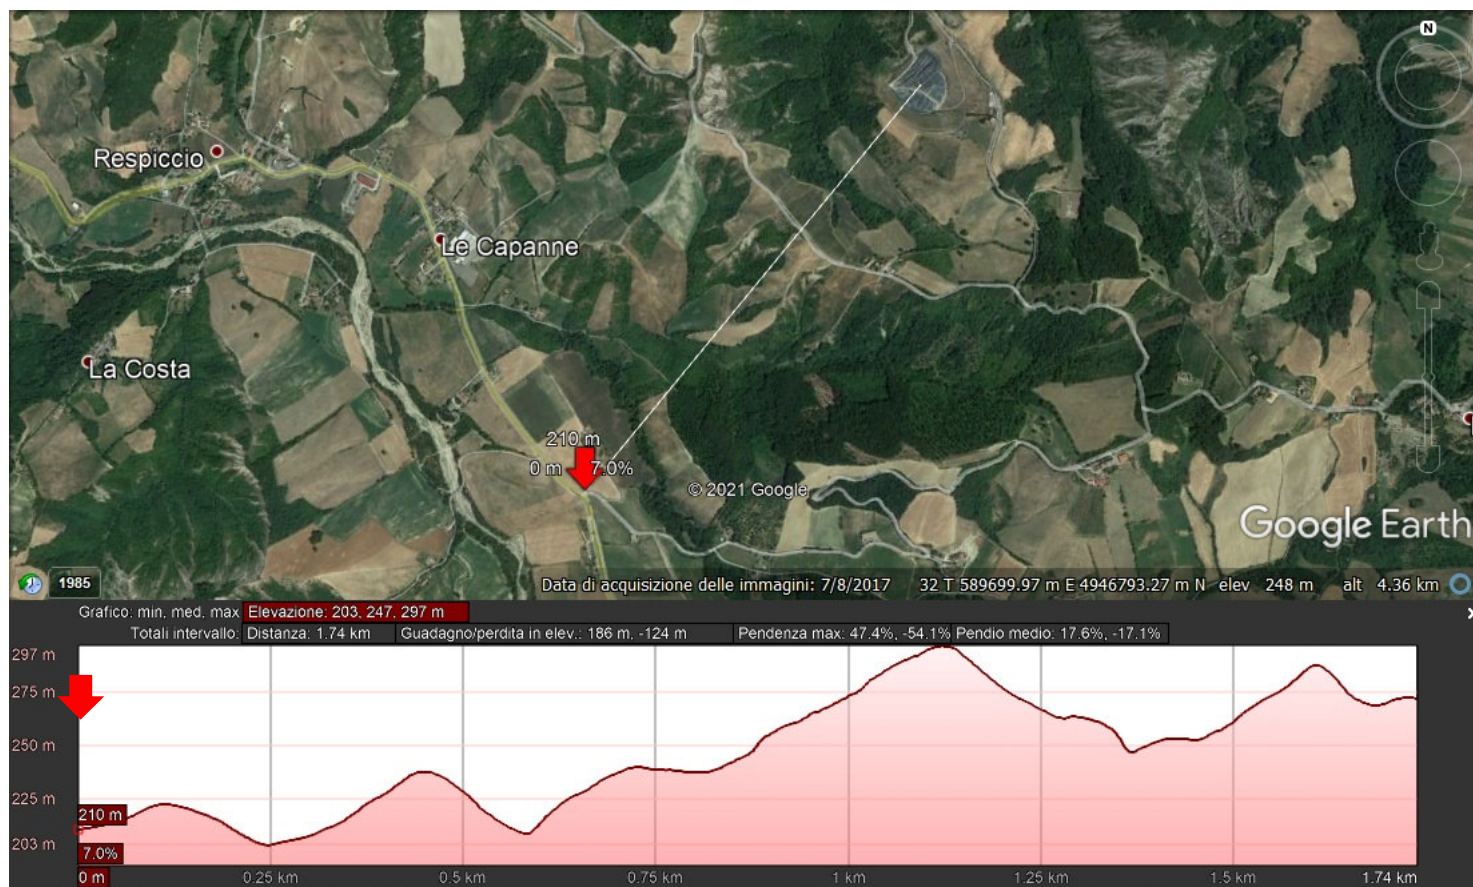 N
Respiccio
Le Capanne
La Costa
210 m
0 m 7.0%
© 2021 Google
Google Earth
1985 Data di acquisizione delle immagini: 7/8/2017 32 T 589699.97 m E 4946793.27 m N elev 248 m alt 4.36 km
Grafico: min, med, max Elevazione: 203, 247, 297 m
Totali intervallo: Distanza: 1.74 km Guadagno/perdita in elev.: 186 m, -124 m Pendenza max: 47.4%, -54.1% Pendio medio: 17.6%, -17.1%
297 m
275 m
250 m
225 m
210 m
203 m
7.0%
0 m 0.25 km 0.5 km 0.75 km 1 km 1.25 km 1.5 km 1.74 km